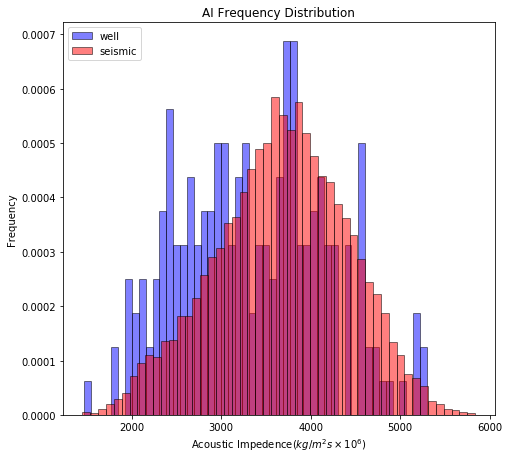 AI Frequency Distribution
well
seismic
0.0007
0.0006
0.0005
0.0004
0.0003
0.0002
0.0001
0.0000
Frequency
2000 3000 4000 5000 6000
Acoustic Impedence(kg/m²s × 10⁶)